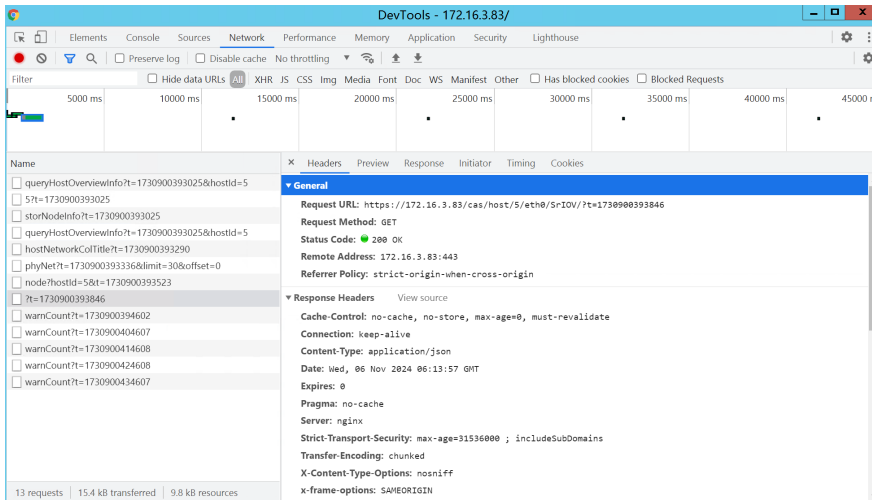 DevTools - 172.16.3.83/
Elements Console Sources Network Performance Memory Application Security Lighthouse
Preserve log Disable cache No throttling
Filter Hide data URLs All XHR JS CSS Img Media Font Doc WS Manifest Other Has blocked cookies Blocked Requests
5000 ms 10000 ms 15000 ms 20000 ms 25000 ms 30000 ms 35000 ms 40000 ms 45000
Name
queryHostOverviewInfo?t=1730900393025&hostId=5
5?t=1730900393025
storNodeInfo?t=1730900393025
queryHostOverviewInfo?t=1730900393025&hostId=5
hostNetworkColTitle?t=1730900393290
phyNet?t=1730900393336&limit=30&offset=0
node?hostId=5&t=1730900393523
?t=1730900393846
warnCount?t=1730900394602
warnCount?t=1730900404607
warnCount?t=1730900414608
warnCount?t=1730900424608
warnCount?t=1730900434607
13 requests 15.4 kB transferred 9.8 kB resources
× Headers Preview Response Initiator Timing Cookies
General
Request URL: https://172.16.3.83/cas/host/5/eth0/SrIOV/?t=1730900393846
Request Method: GET
Status Code: 200 OK
Remote Address: 172.16.3.83:443
Referrer Policy: strict-origin-when-cross-origin
Response Headers View source
Cache-Control: no-cache, no-store, max-age=0, must-revalidate
Connection: keep-alive
Content-Type: application/json
Date: Wed, 06 Nov 2024 06:13:57 GMT
Expires: 0
Pragma: no-cache
Server: nginx
Strict-Transport-Security: max-age=31536000 ; includeSubDomains
Transfer-Encoding: chunked
X-Content-Type-Options: nosniff
x-frame-options: SAMEORIGIN